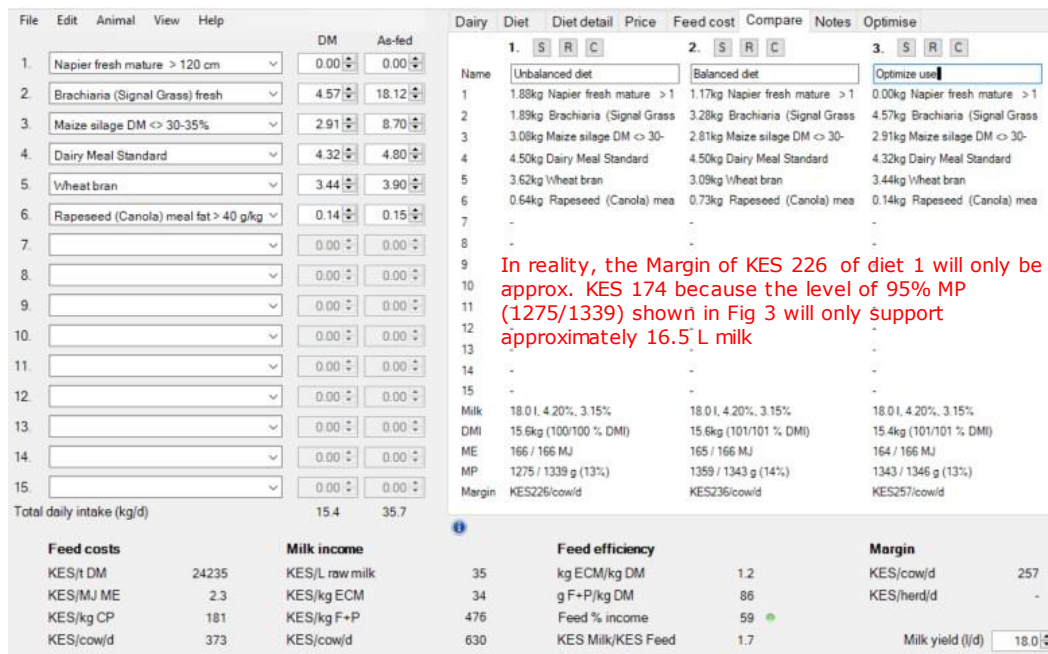 File Edit Animal View Help
DM As-fed
1. Napier fresh mature > 120 cm 0.00 0.00
2. Brachiaria (Signal Grass) fresh 4.57 18.12
3. Maize silage DM <> 30-35% 2.91 8.70
4. Dairy Meal Standard 4.32 4.80
5. Wheat bran 3.44 3.90
6. Rapeseed (Canola) meal fat > 40 g/kg 0.14 0.15
7. 0.00 0.00
8. 0.00 0.00
9. 0.00 0.00
10. 0.00 0.00
11. 0.00 0.00
12. 0.00 0.00
13. 0.00 0.00
14. 0.00 0.00
15. 0.00 0.00
Total daily intake (kg/d) 15.4 35.7
Dairy Diet Diet detail Price Feed cost Compare Notes Optimise
1. S R C 2. S R C 3. S R C
Name Unbalanced diet Balanced diet Optimize use
1 1.88kg Napier fresh mature > 1 1.17kg Napier fresh mature > 1 0.00kg Napier fresh mature > 1
2 1.89kg Brachiaria (Signal Grass 3.28kg Brachiaria (Signal Grass 4.57kg Brachiaria (Signal Grass
3 3.08kg Maize silage DM <> 30- 2.81kg Maize silage DM <> 30- 2.91kg Maize silage DM <> 30-
4 4.50kg Dairy Meal Standard 4.50kg Dairy Meal Standard 4.32kg Dairy Meal Standard
5 3.62kg Wheat bran 3.09kg Wheat bran 3.44kg Wheat bran
6 0.64kg Rapeseed (Canola) mea 0.73kg Rapeseed (Canola) mea 0.14kg Rapeseed (Canola) mea
7 - - -
8 - - -
9
10
11
12
13
14 - - -
15 - - -
In reality, the Margin of KES 226 of diet 1 will only be
approx. KES 174 because the level of 95% MP
(1275/1339) shown in Fig 3 will only support
approximately 16.5 L milk
Milk 18.0 l, 4.20%, 3.15% 18.0 l, 4.20%, 3.15% 18.0 l, 4.20%, 3.15%
DMI 15.6kg (100/100 % DMI) 15.6kg (101/101 % DMI) 15.4kg (101/101 % DMI)
ME 166 / 166 MJ 165 / 166 MJ 164 / 166 MJ
MP 1275 / 1339 g (13%) 1359 / 1343 g (14%) 1343 / 1346 g (13%)
Margin KES226/cow/d KES236/cow/d KES257/cow/d
Feed costs Milk income Feed efficiency Margin
KES/t DM 24235 KES/L raw milk 35 kg ECM/kg DM 1.2 KES/cow/d 257
KES/MJ ME 2.3 KES/kg ECM 34 g F+P/kg DM 86 KES/herd/d -
KES/kg CP 181 KES/kg F+P 476 Feed % income 59
KES/cow/d 373 KES/cow/d 630 KES Milk/KES Feed 1.7 Milk yield (l/d) 18.0